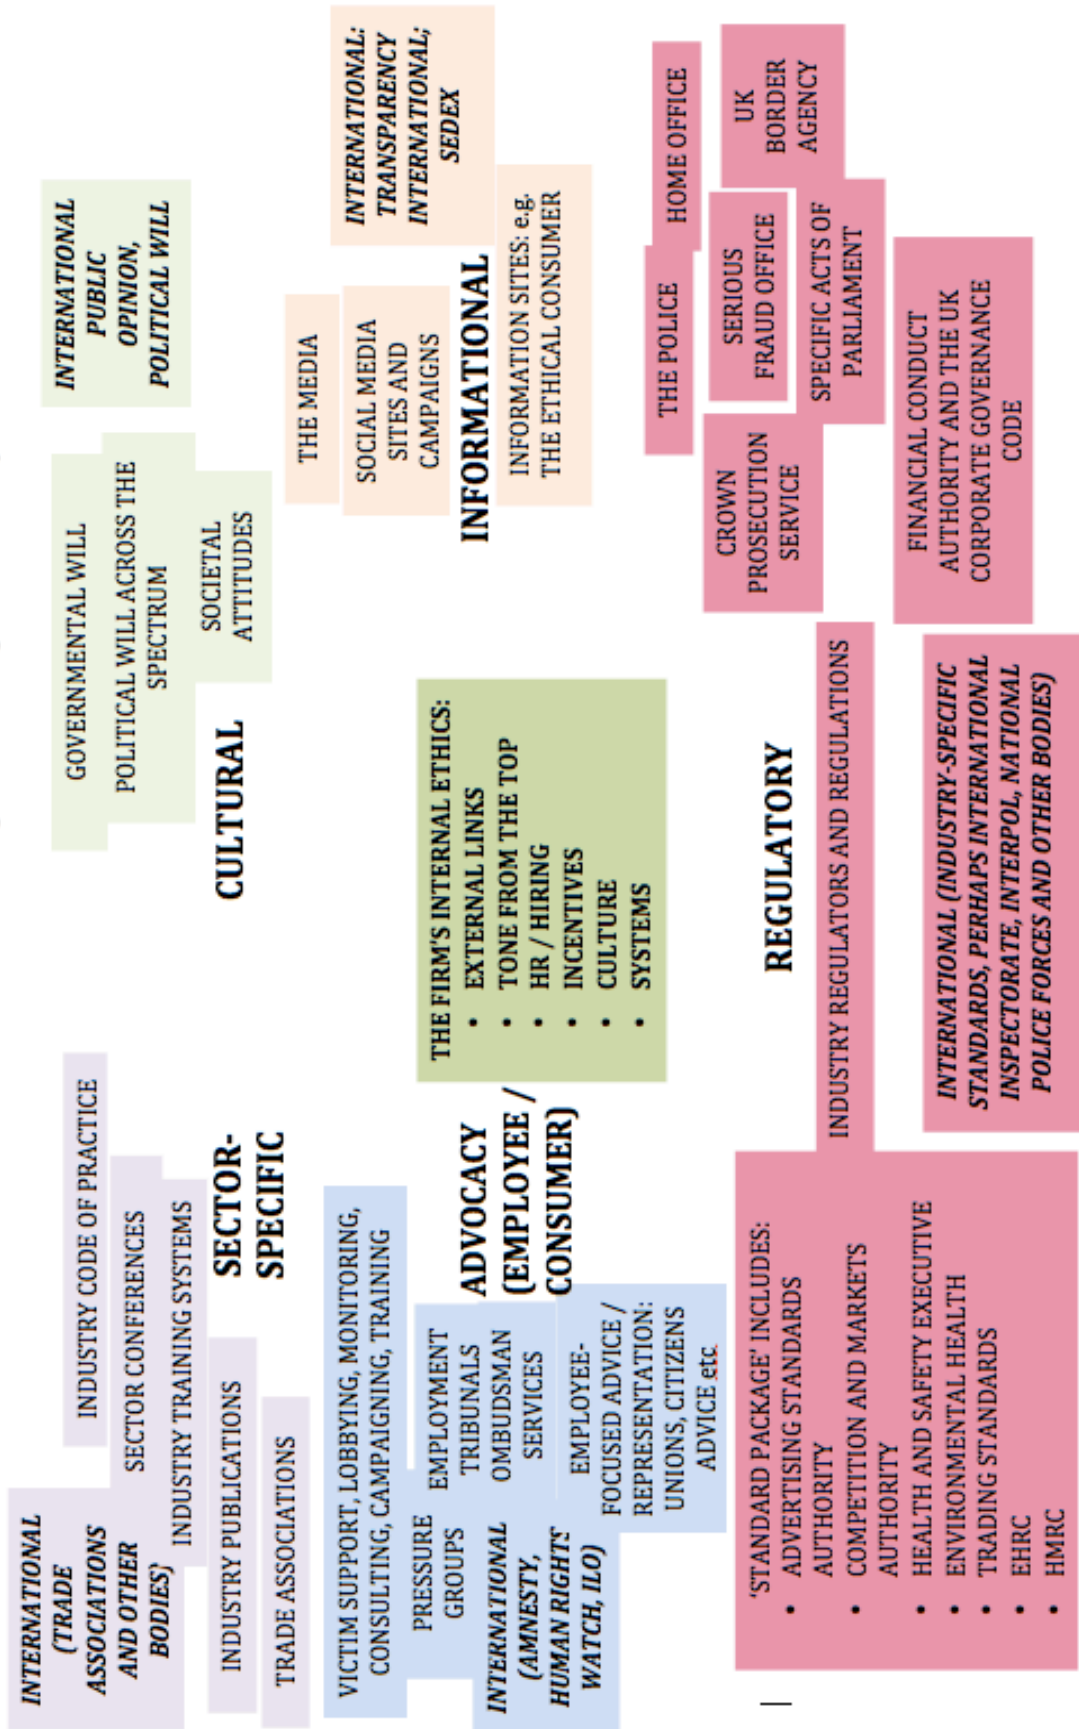 INTERNATIONAL
(TRADE
ASSOCIATIONS
AND OTHER
BODIES)
INDUSTRY CODE OF PRACTICE
SECTOR CONFERENCES
INDUSTRY TRAINING SYSTEMS
INDUSTRY PUBLICATIONS
TRADE ASSOCIATIONS
SECTOR-
SPECIFIC
GOVERNMENTAL WILL
POLITICAL WILL ACROSS THE
SPECTRUM
SOCIETAL
ATTITUDES
CULTURAL
INTERNATIONAL
PUBLIC
OPINION,
POLITICAL WILL
VICTIM SUPPORT, LOBBYING, MONITORING,
CONSULTING, CAMPAIGNING, TRAINING
PRESSURE
GROUPS
EMPLOYMENT
TRIBUNALS
OMBUDSMAN
SERVICES
INTERNATIONAL
(AMNESTY,
HUMAN RIGHTS
WATCH, ILO)
EMPLOYEE-
FOCUSED ADVICE /
REPRESENTATION:
UNIONS, CITIZENS
ADVICE etc
ADVOCACY
(EMPLOYEE /
CONSUMER)
THE FIRM'S INTERNAL ETHICS:
• EXTERNAL LINKS
• TONE FROM THE TOP
• HR / HIRING
• INCENTIVES
• CULTURE
• SYSTEMS
THE MEDIA
SOCIAL MEDIA
SITES AND
CAMPAIGNS
INFORMATIONAL
INTERNATIONAL:
TRANSPARENCY
INTERNATIONAL;
SEDEX
INFORMATION SITES: e.g.
THE ETHICAL CONSUMER
'STANDARD PACKAGE' INCLUDES:
• ADVERTISING STANDARDS
AUTHORITY
• COMPETITION AND MARKETS
AUTHORITY
• HEALTH AND SAFETY EXECUTIVE
• ENVIRONMENTAL HEALTH
• TRADING STANDARDS
• EHRC
• HMRC
REGULATORY
INDUSTRY REGULATORS AND REGULATIONS
INTERNATIONAL (INDUSTRY-SPECIFIC
STANDARDS, PERHAPS INTERNATIONAL
INSPECTORATE, INTERPOL, NATIONAL
POLICE FORCES AND OTHER BODIES)
THE POLICE
HOME OFFICE
CROWN
PROSECUTION
SERVICE
SERIOUS
FRAUD OFFICE
UK
BORDER
AGENCY
SPECIFIC ACTS OF
PARLIAMENT
FINANCIAL CONDUCT
AUTHORITY AND THE UK
CORPORATE GOVERNANCE
CODE